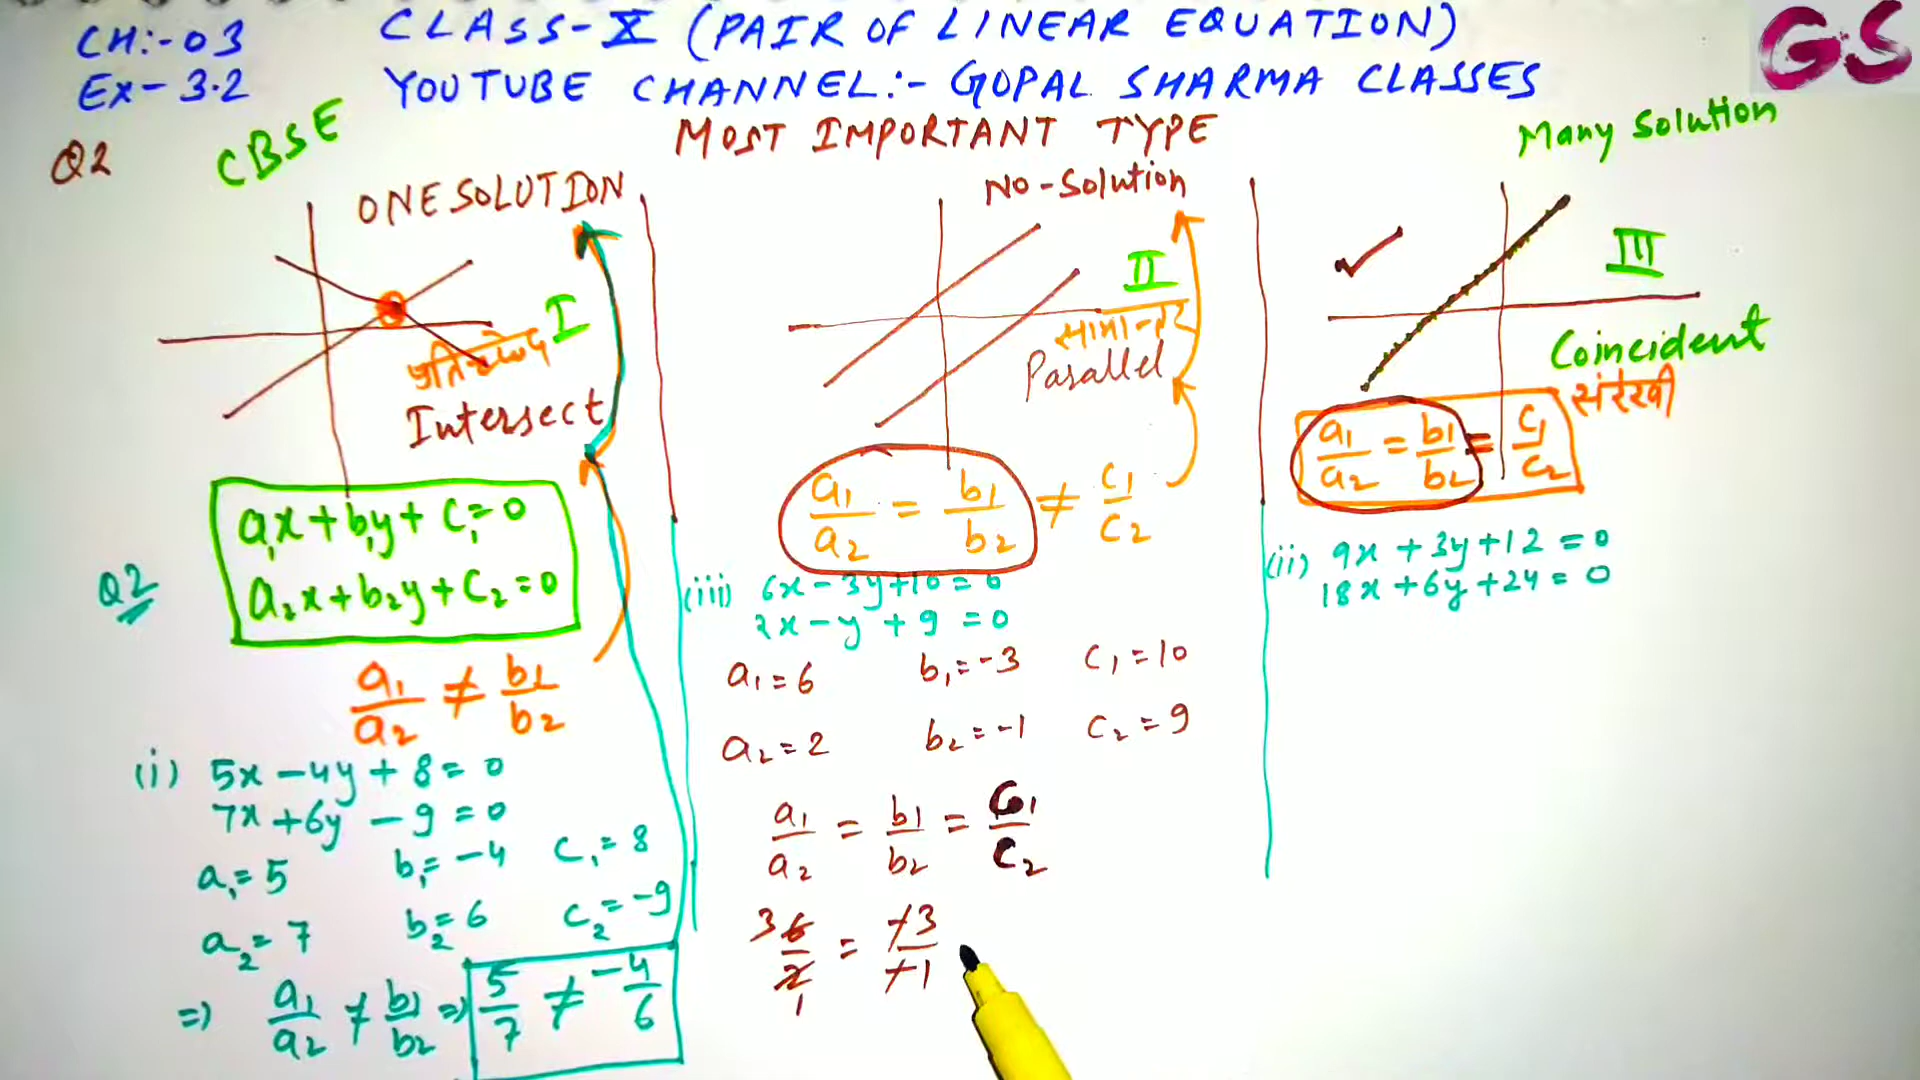 CH:-03 CLASS-X (PAIR OF LINEAR EQUATION)
Ex-3.2 YOUTUBE CHANNEL:- GOPAL SHARMA CLASSES
GS
Q2 CBSE MOST IMPORTANT TYPE
ONE SOLUTION
I
Intersect
a₁x+b₁y+c₁=0
Q2
a₂x+b₂y+c₂=0
a₁/a₂ ≠ b₁/b₂
(i) 5x-4y+8=0
7x+6y-9=0
a₁=5 b₁=-4 c₁=8
a₂=7 b₂=6 c₂=-9
=> a₁/a₂ ≠ b₁/b₂ => 5/7 ≠ -4/6
No-Solution
II
Parallel
a₁/a₂ = b₁/b₂ ≠ c₁/c₂
(iii) 6x-3y+10=0
2x-y+9=0
a₁=6 b₁=-3 c₁=10
a₂=2 b₂=-1 c₂=9
a₁/a₂ = b₁/b₂ = c₁/c₂
3 6/2 1 = -3/-1
Many Solution
III
Coincident
संरेखी
a₁/a₂ = b₁/b₂ = c₁/c₂
(ii) 9x+3y+12=0
18x+6y+24=0